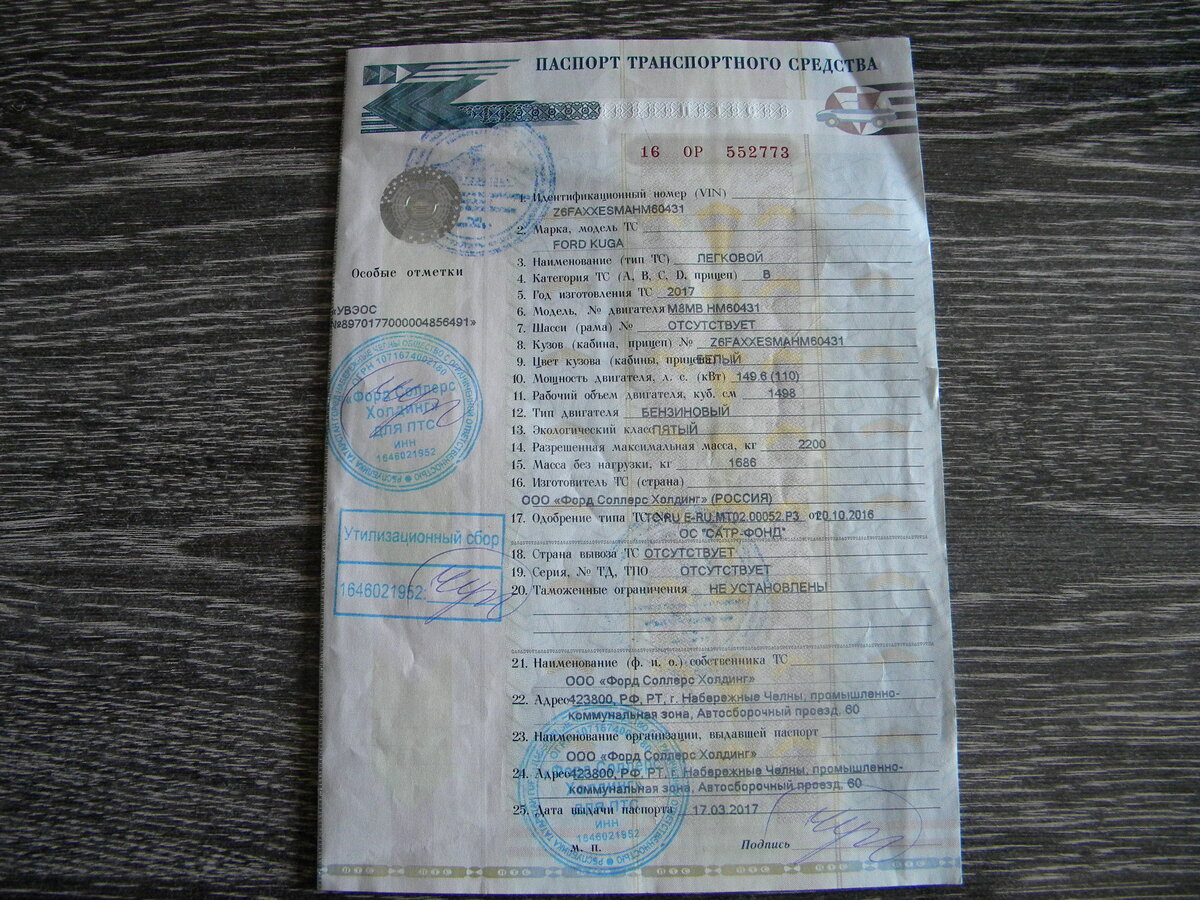 ПАСПОРТ ТРАНСПОРТНОГО СРЕДСТВА
16 ОР 552773
1. Идентификационный номер (VIN)
Z6FAXXESMAHM60431
2. Марка, модель ТС
FORD KUGA
3. Наименование (тип ТС) ЛЕГКОВОЙ
4. Категория ТС (А, В, С, D, прицеп) В
5. Год изготовления ТС 2017
6. Модель, № двигателя M8MB HM60431
7. Шасси (рама) № ОТСУТСТВУЕТ
8. Кузов (кабина, прицеп) № Z6FAXXESMAHM60431
9. Цвет кузова (кабины, прицепа) БЕЛЫЙ
10. Мощность двигателя, л. с. (кВт) 149.6 (110)
11. Рабочий объем двигателя, куб. см 1498
12. Тип двигателя БЕНЗИНОВЫЙ
13. Экологический класс ПЯТЫЙ
14. Разрешенная максимальная масса, кг 2200
15. Масса без нагрузки, кг 1686
16. Изготовитель ТС (страна)
ООО «Форд Соллерс Холдинг» (РОССИЯ)
17. Одобрение типа ТС № ТС RU E-RU.MT02.00052.P3 от 20.10.2016
ОС "САТР-ФОНД"
18. Страна вывоза ТС ОТСУТСТВУЕТ
19. Серия, № ТД, ТПО ОТСУТСТВУЕТ
20. Таможенные ограничения НЕ УСТАНОВЛЕНЫ
21. Наименование (ф. и. о.) собственника ТС
ООО «Форд Соллерс Холдинг»
22. Адрес 423800, РФ, РТ, г. Набережные Челны, промышленно-
коммунальная зона, Автосборочный проезд, 60
23. Наименование организации, выдавшей паспорт
ООО «Форд Соллерс Холдинг»
24. Адрес 423800, РФ, РТ, г. Набережные Челны, промышленно-
коммунальная зона, Автосборочный проезд, 60
25. Дата выдачи паспорта 17.03.2017
м. п.
Подпись
Особые отметки
«УВЭОС
№8970177000004856491»
«Форд Соллерс
Холдинг»
ДЛЯ ПТС
ИНН
1646021952
Утилизационный сбор
1646021952:
Форд Соллерс
Холдинг
ДЛЯ ПТС
ИНН
1646021952